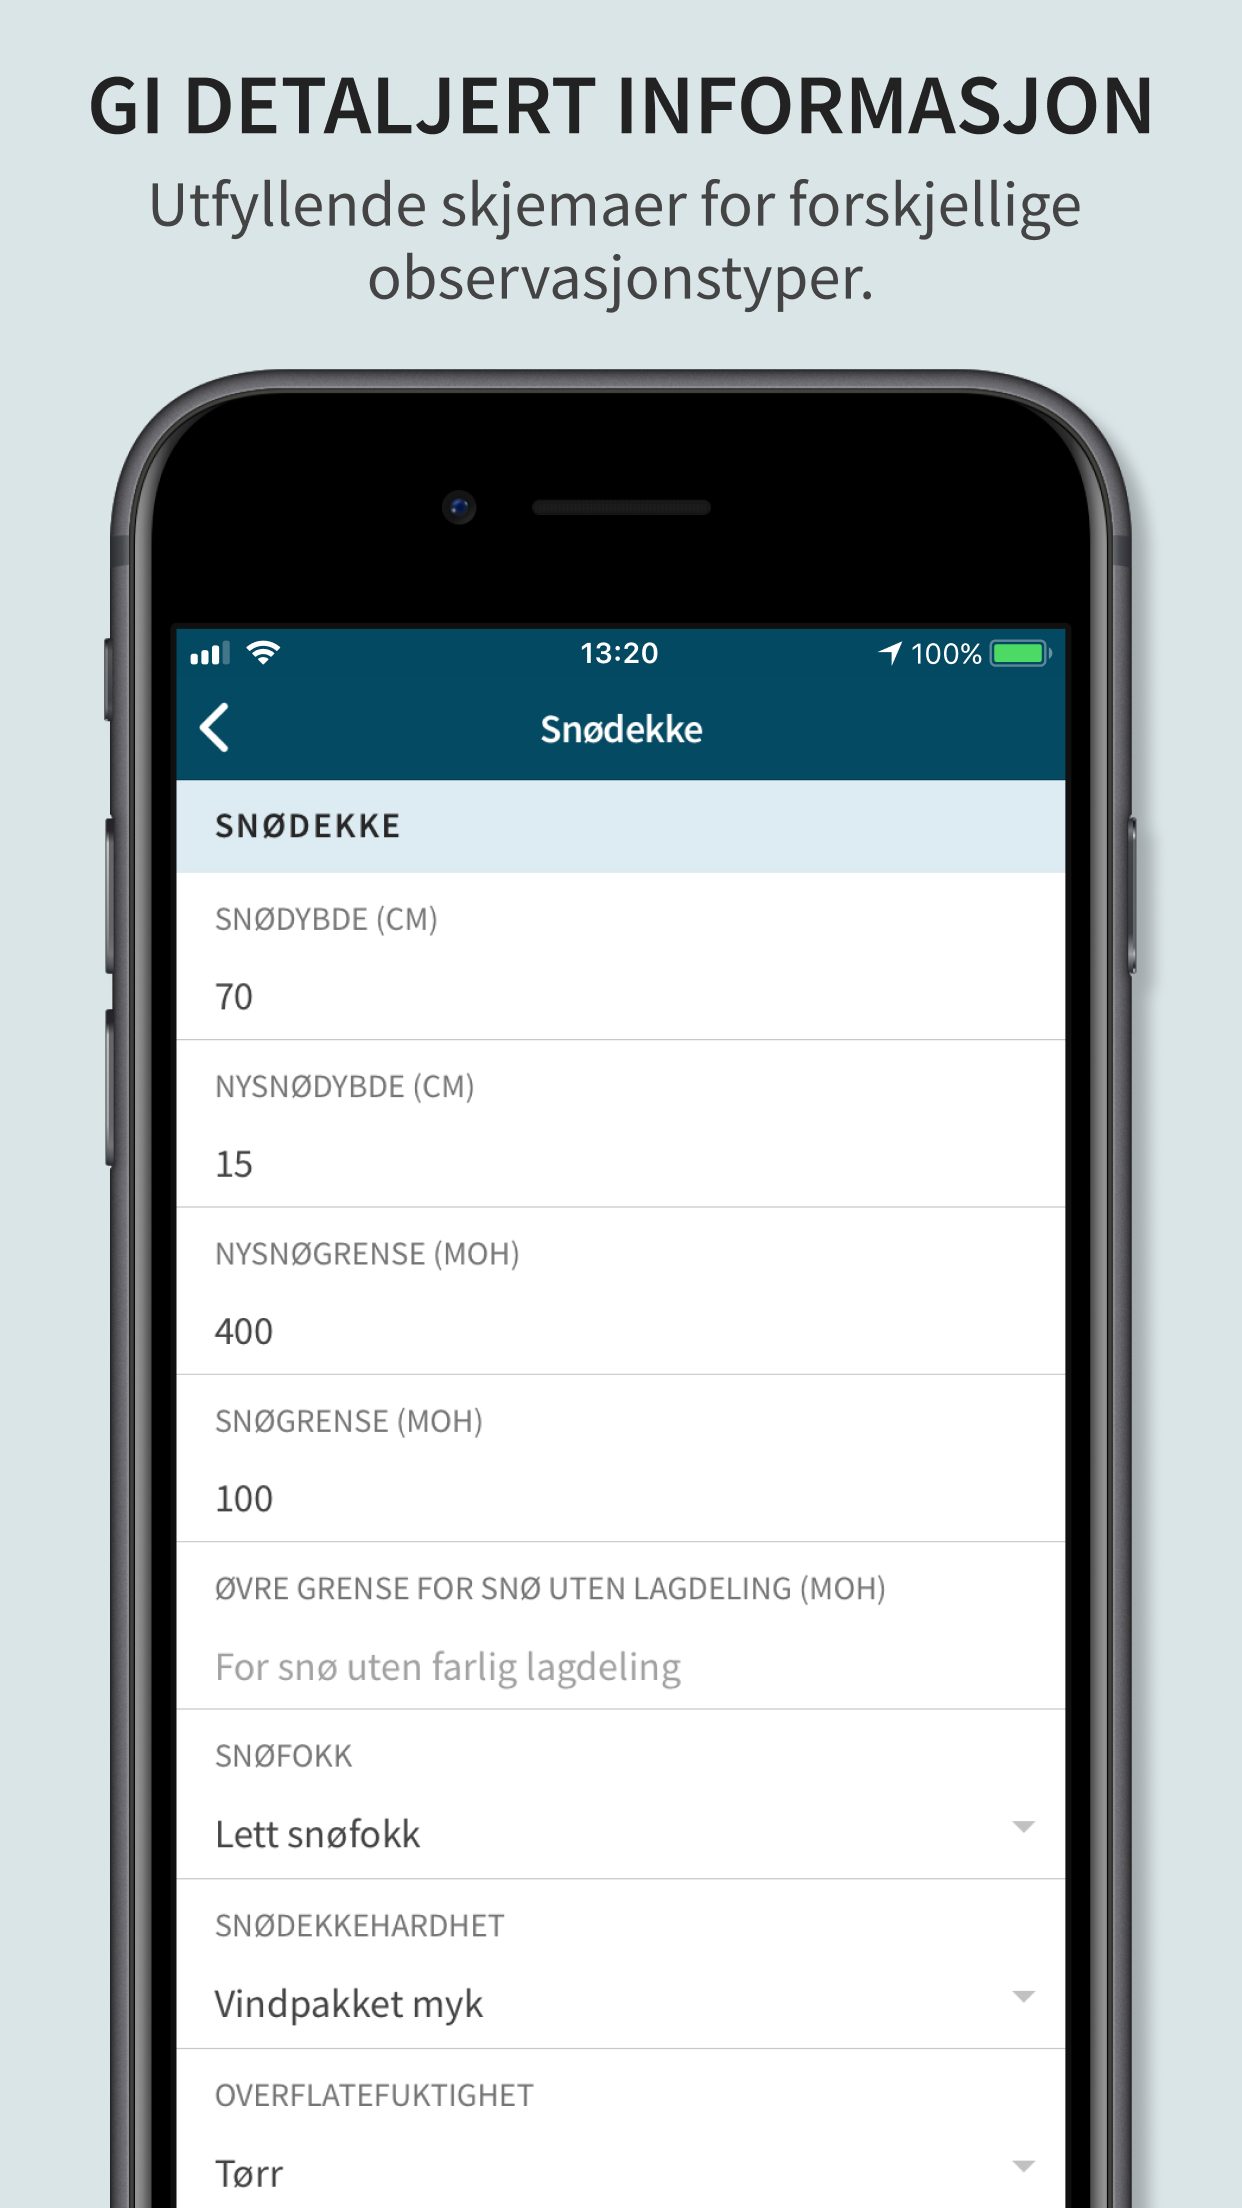 GI DETALJERT INFORMASJON
Utfyllende skjemaer for forskjellige
observasjonstyper.
13:20
100%
Snødekke
SNØDEKKE
SNØDYBDE (CM)
70
NYSNØDYBDE (CM)
15
NYSNØGRENSE (MOH)
400
SNØGRENSE (MOH)
100
ØVRE GRENSE FOR SNØ UTEN LAGDELING (MOH)
For snø uten farlig lagdeling
SNØFOKK
Lett snøfokk
SNØDEKKEHARDHET
Vindpakket myk
OVERFLATEFUKTIGHET
Tørr